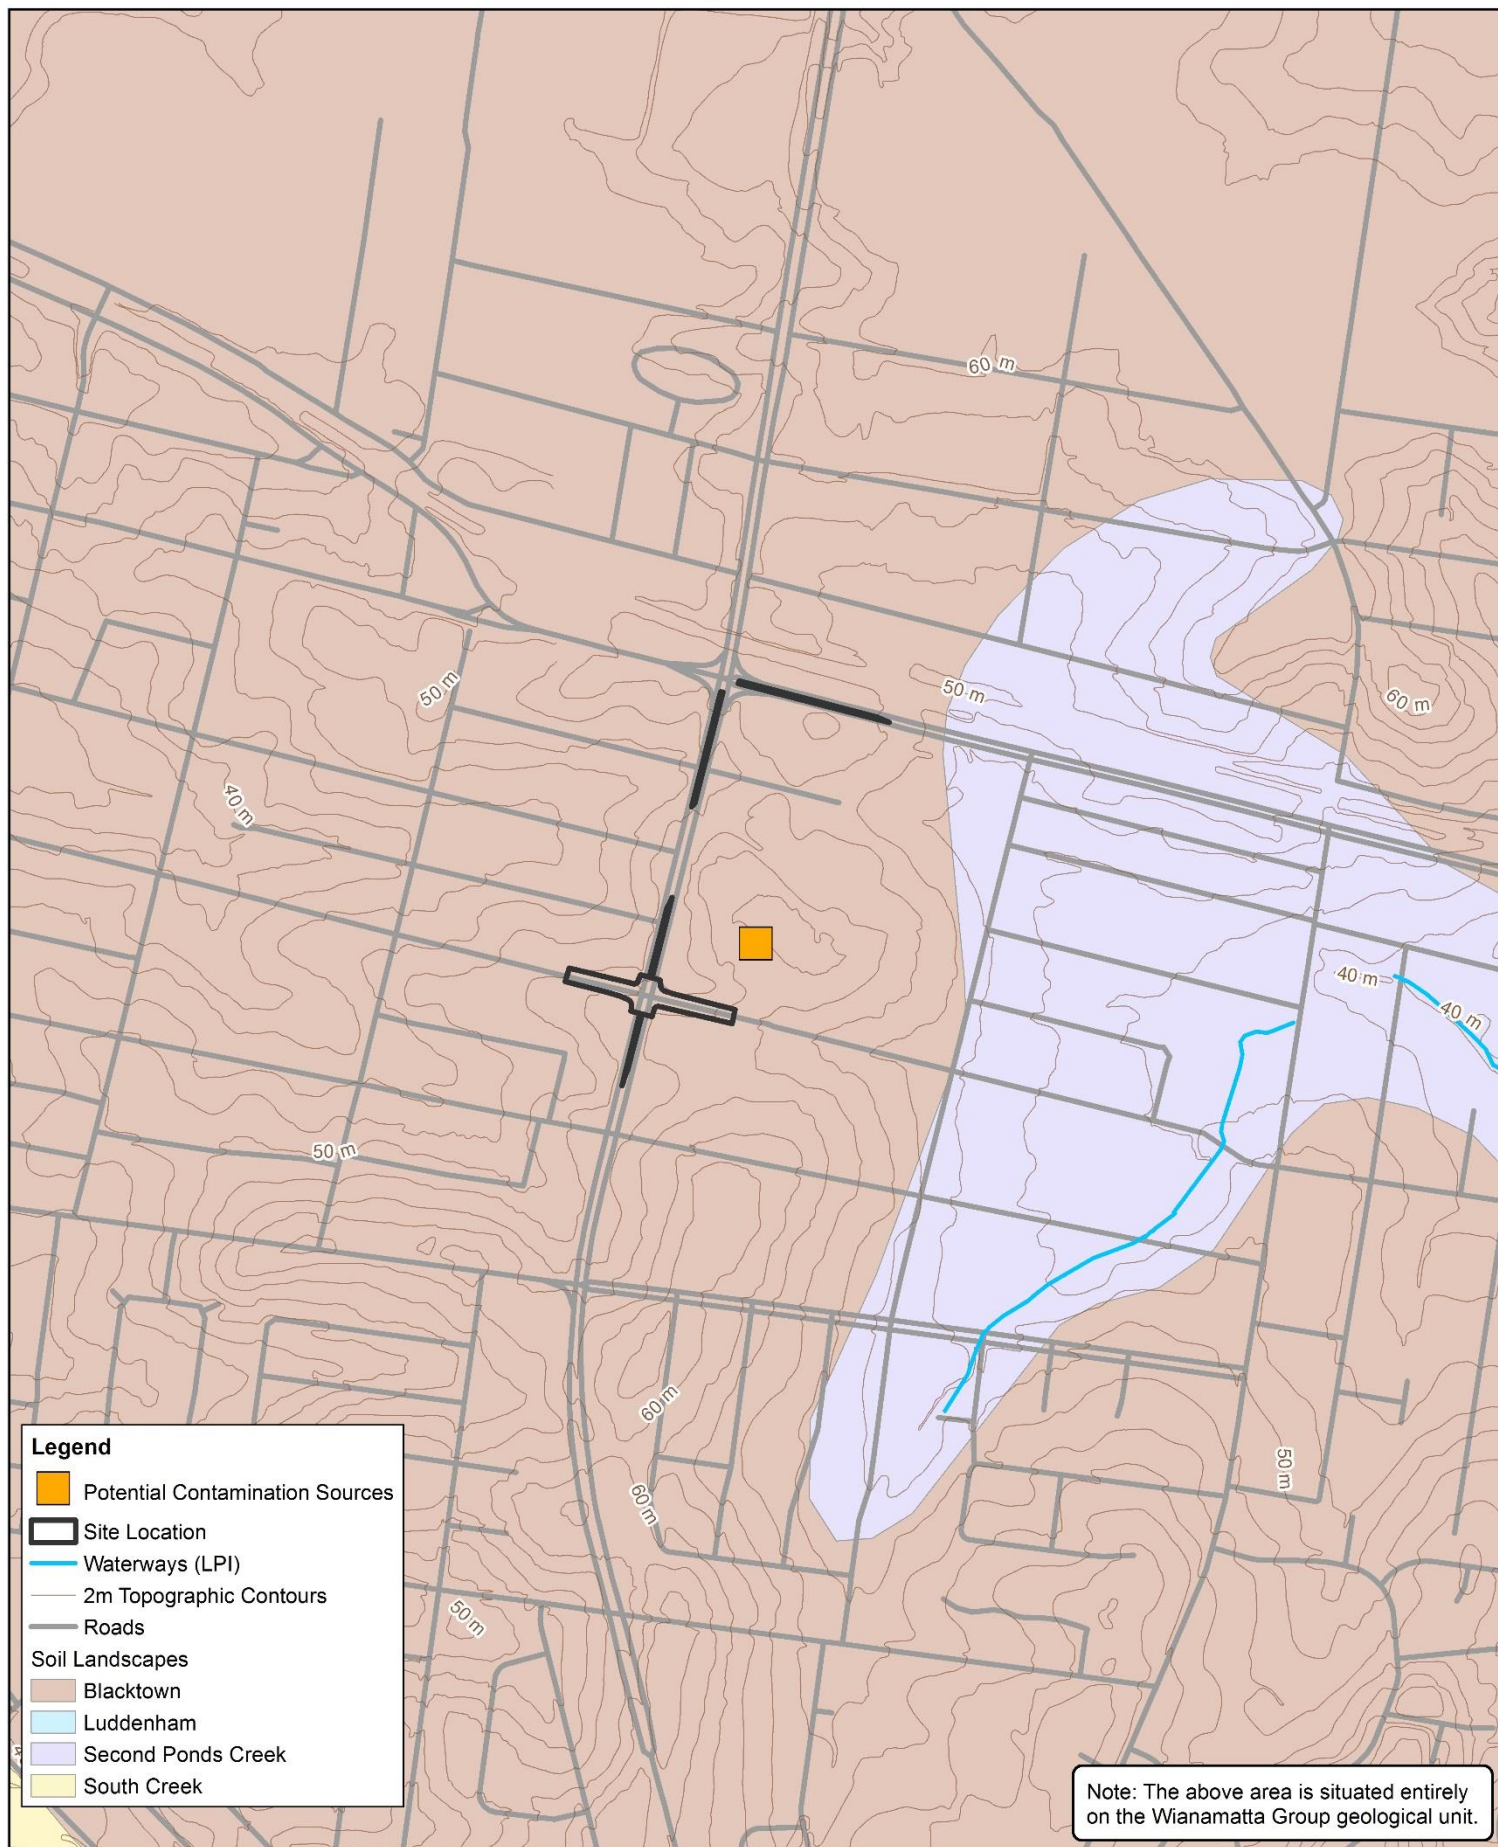 60 m
50 m
50 m
60 m
40 m
40 m
40 m
50 m
60 m
50 m
60 m
50 m
Legend
Potential Contamination Sources
Site Location
Waterways (LPI)
2m Topographic Contours
Roads
Soil Landscapes
Blacktown
Luddenham
Second Ponds Creek
South Creek
Note: The above area is situated entirely
on the Wianamatta Group geological unit.